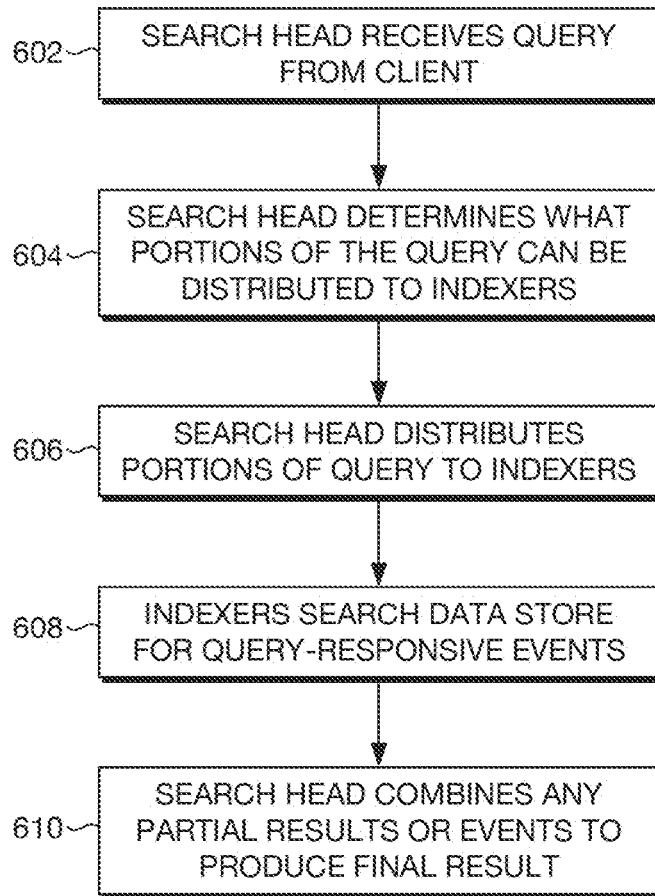 602
SEARCH HEAD RECEIVES QUERY
FROM CLIENT
604
SEARCH HEAD DETERMINES WHAT
PORTIONS OF THE QUERY CAN BE
DISTRIBUTED TO INDEXERS
606
SEARCH HEAD DISTRIBUTES
PORTIONS OF QUERY TO INDEXERS
608
INDEXERS SEARCH DATA STORE
FOR QUERY-RESPONSIVE EVENTS
610
SEARCH HEAD COMBINES ANY
PARTIAL RESULTS OR EVENTS TO
PRODUCE FINAL RESULT